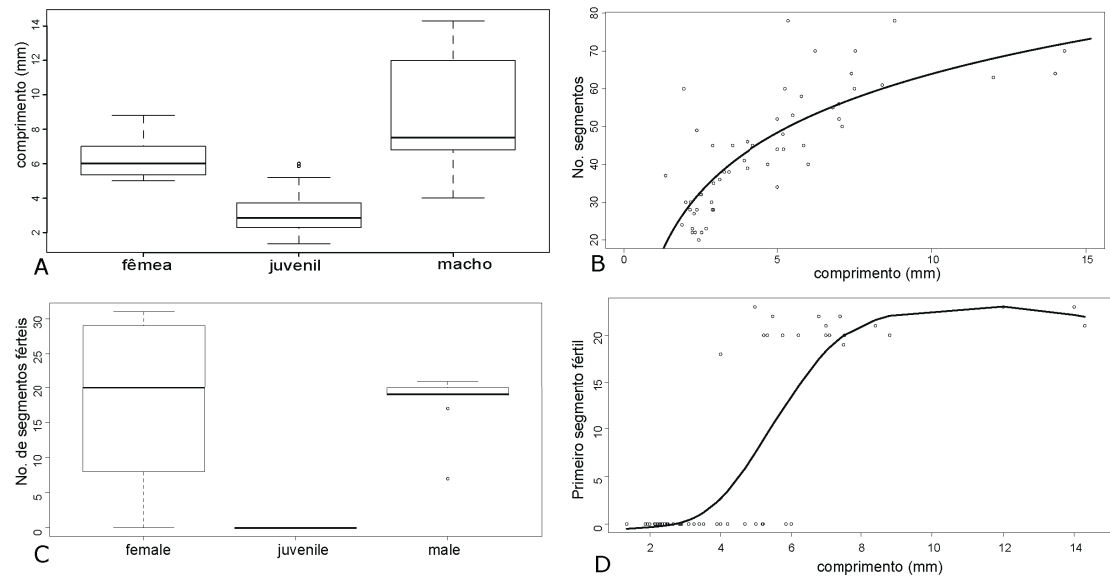 comprimento (mm)
14
12
10
8
6
4
2
fêmea
juvenil
macho
A
No. segmentos
80
70
60
50
40
30
20
0
5
10
15
comprimento (mm)
B
No. de segmentos férteis
30
25
20
15
10
5
0
female
juvenile
male
C
Primeiro segmento fértil
20
15
10
5
0
2
4
6
8
10
12
14
comprimento (mm)
D